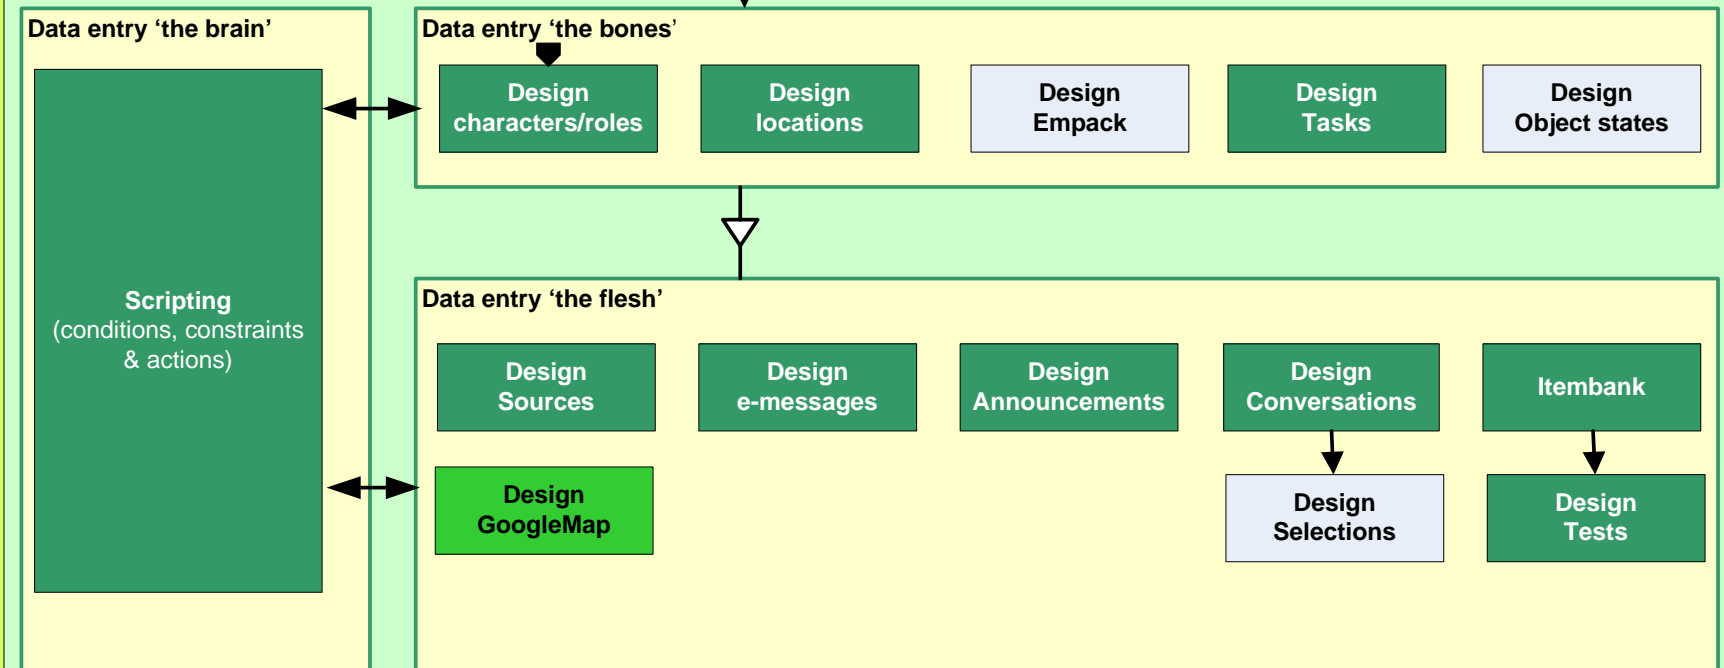 Data entry ‘the brain’
Scripting
(conditions, constraints
& actions)
Data entry ‘the bones’
Design
characters/roles
Design
locations
Design
Empack
Design
Tasks
Design
Object states
Data entry ‘the flesh’
Design
Sources
Design
e-messages
Design
Announcements
Design
Conversations
Itembank
Design
GoogleMap
Design
Selections
Design
Tests